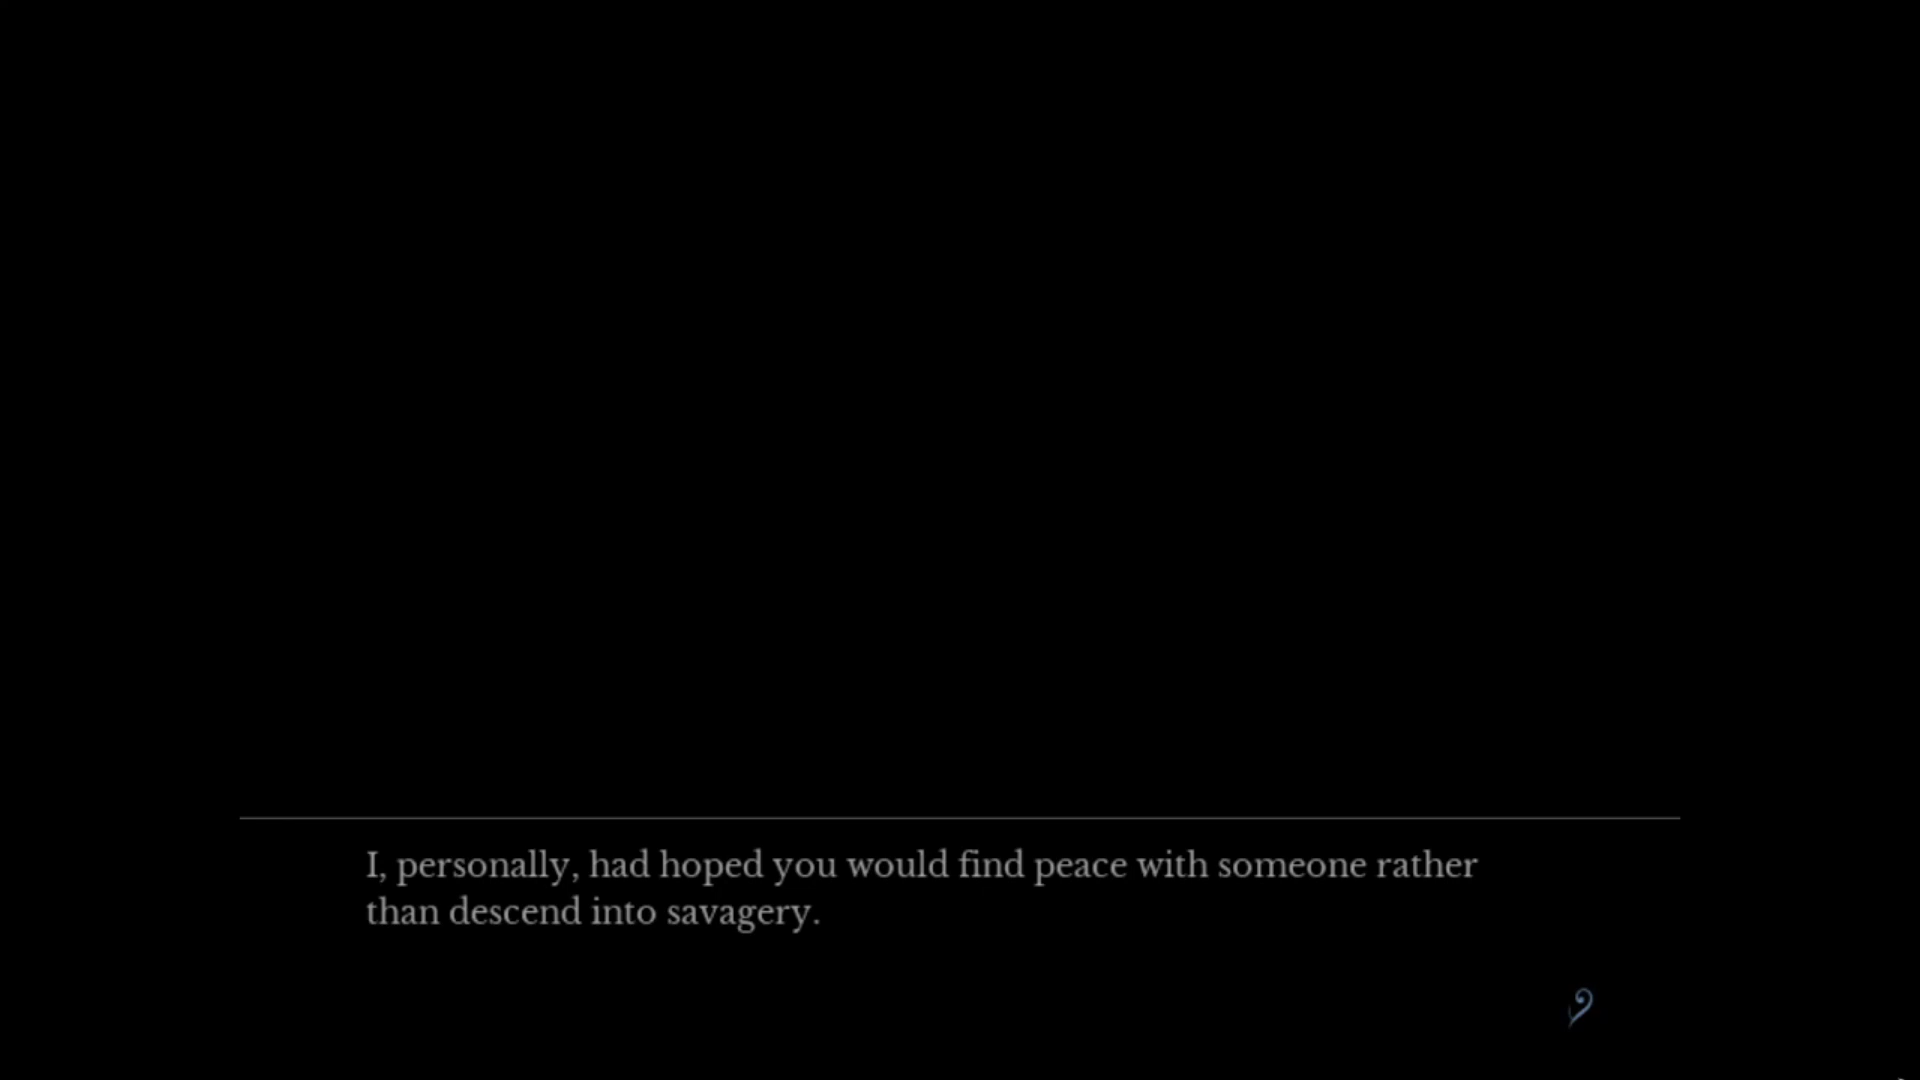 I, personally, had hoped you would find peace with someone rather
than descend into savagery.